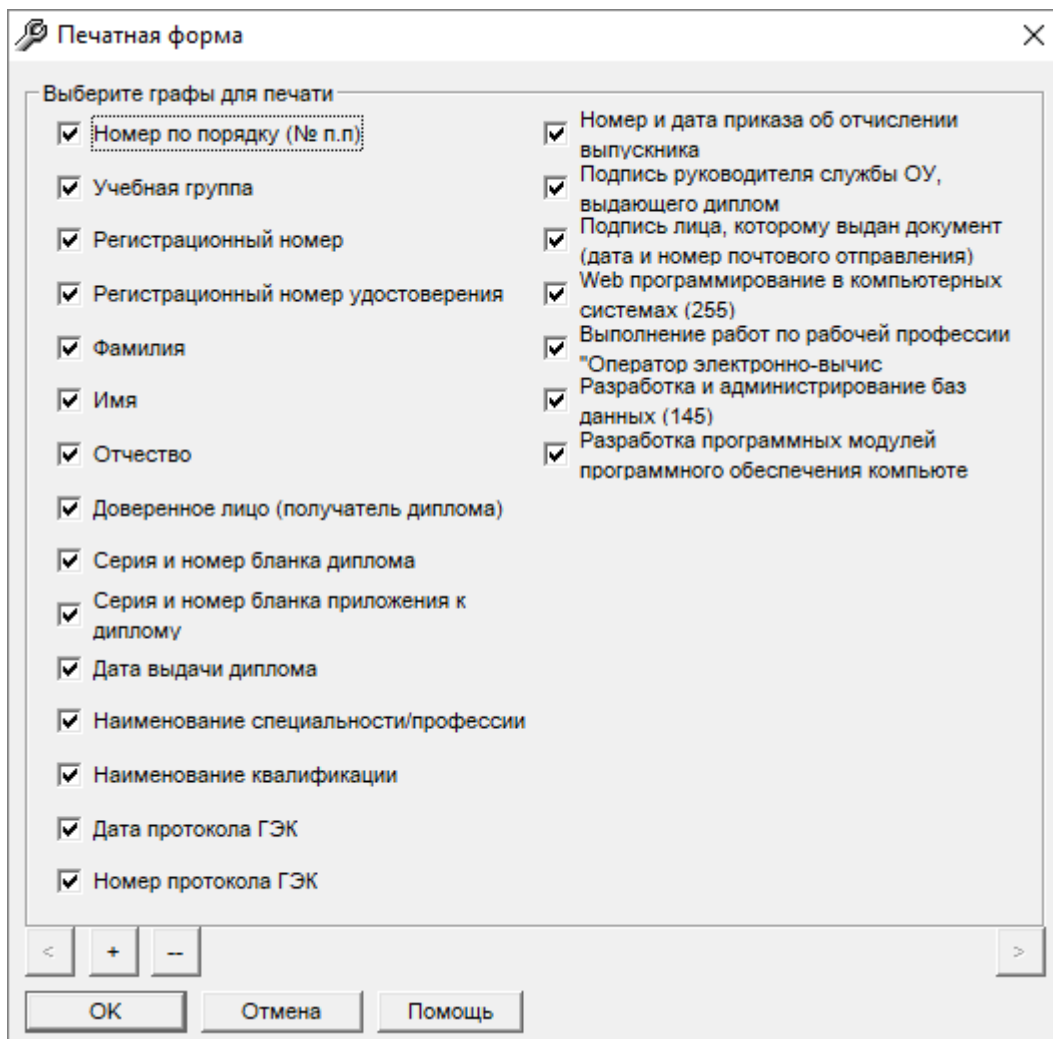 Печатная форма
Выберите графы для печати
Номер по порядку (№ п.п)
Учебная группа
Регистрационный номер
Регистрационный номер удостоверения
Фамилия
Имя
Отчество
Доверенное лицо (получатель диплома)
Серия и номер бланка диплома
Серия и номер бланка приложения к
диплому
Дата выдачи диплома
Наименование специальности/профессии
Наименование квалификации
Дата протокола ГЭК
Номер протокола ГЭК
Номер и дата приказа об отчислении
выпускника
Подпись руководителя службы ОУ,
выдающего диплом
Подпись лица, которому выдан документ
(дата и номер почтового отправления)
Web программирование в компьютерных
системах (255)
Выполнение работ по рабочей профессии
"Оператор электронно-вычис
Разработка и администрирование баз
данных (145)
Разработка программных модулей
программного обеспечения компьюте
< + -- >
OK Отмена Помощь